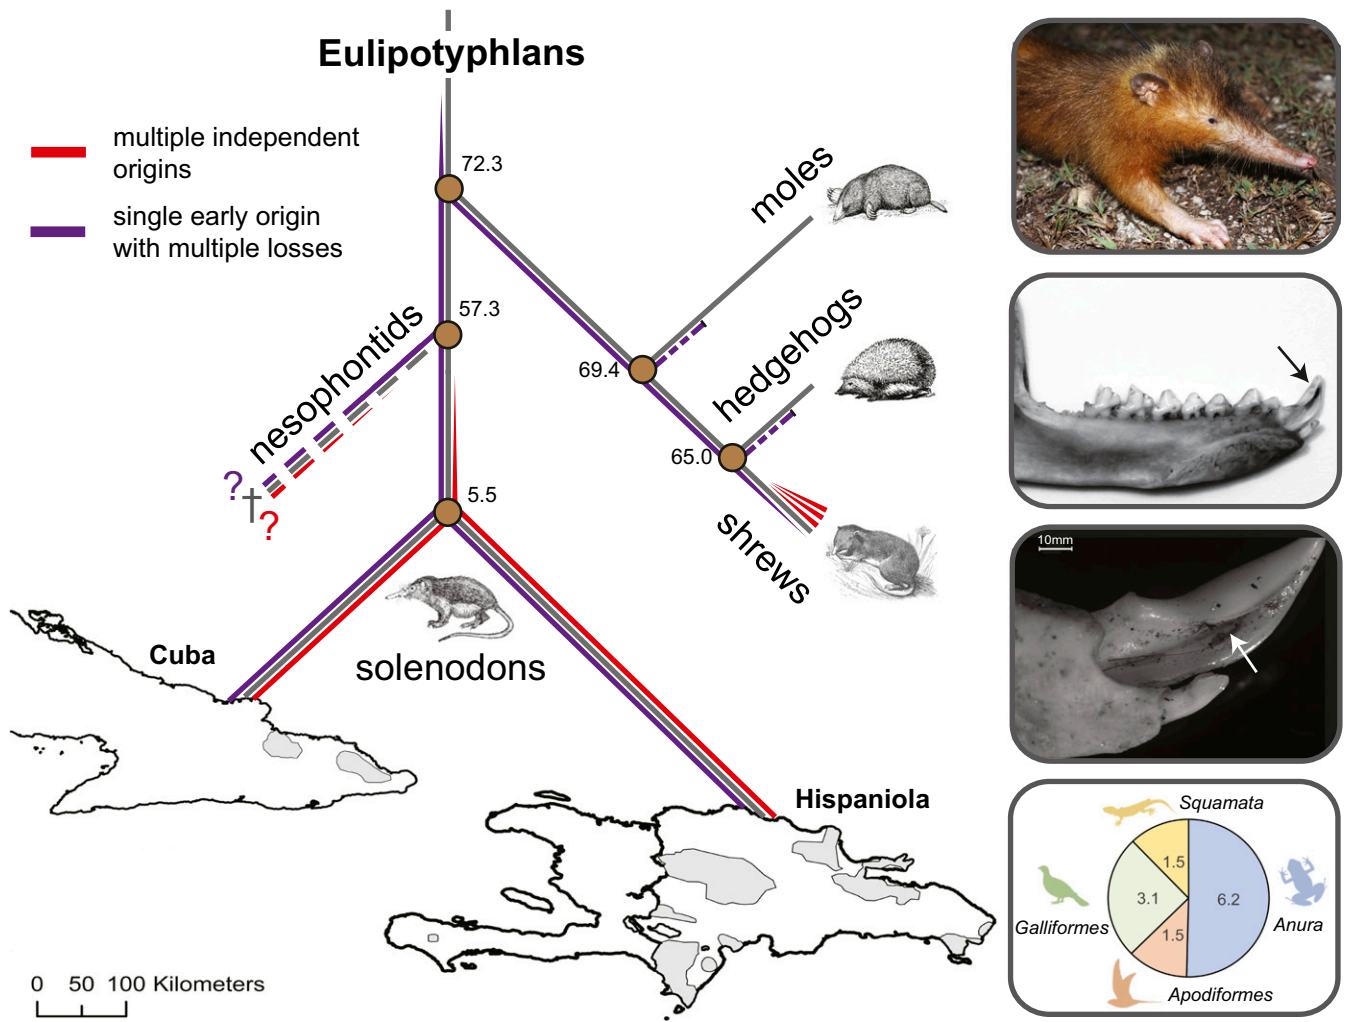 Eulipotyphlans
multiple independent
origins
single early origin
with multiple losses
72.3
57.3
69.4
65.0
5.5
moles
hedgehogs
shrews
nesophontids
?
†
?
solenodons
Cuba
Hispaniola
0 50 100 Kilometers
10mm
Squamata
1.5
3.1
6.2
1.5
Galliformes
Anura
Apodiformes